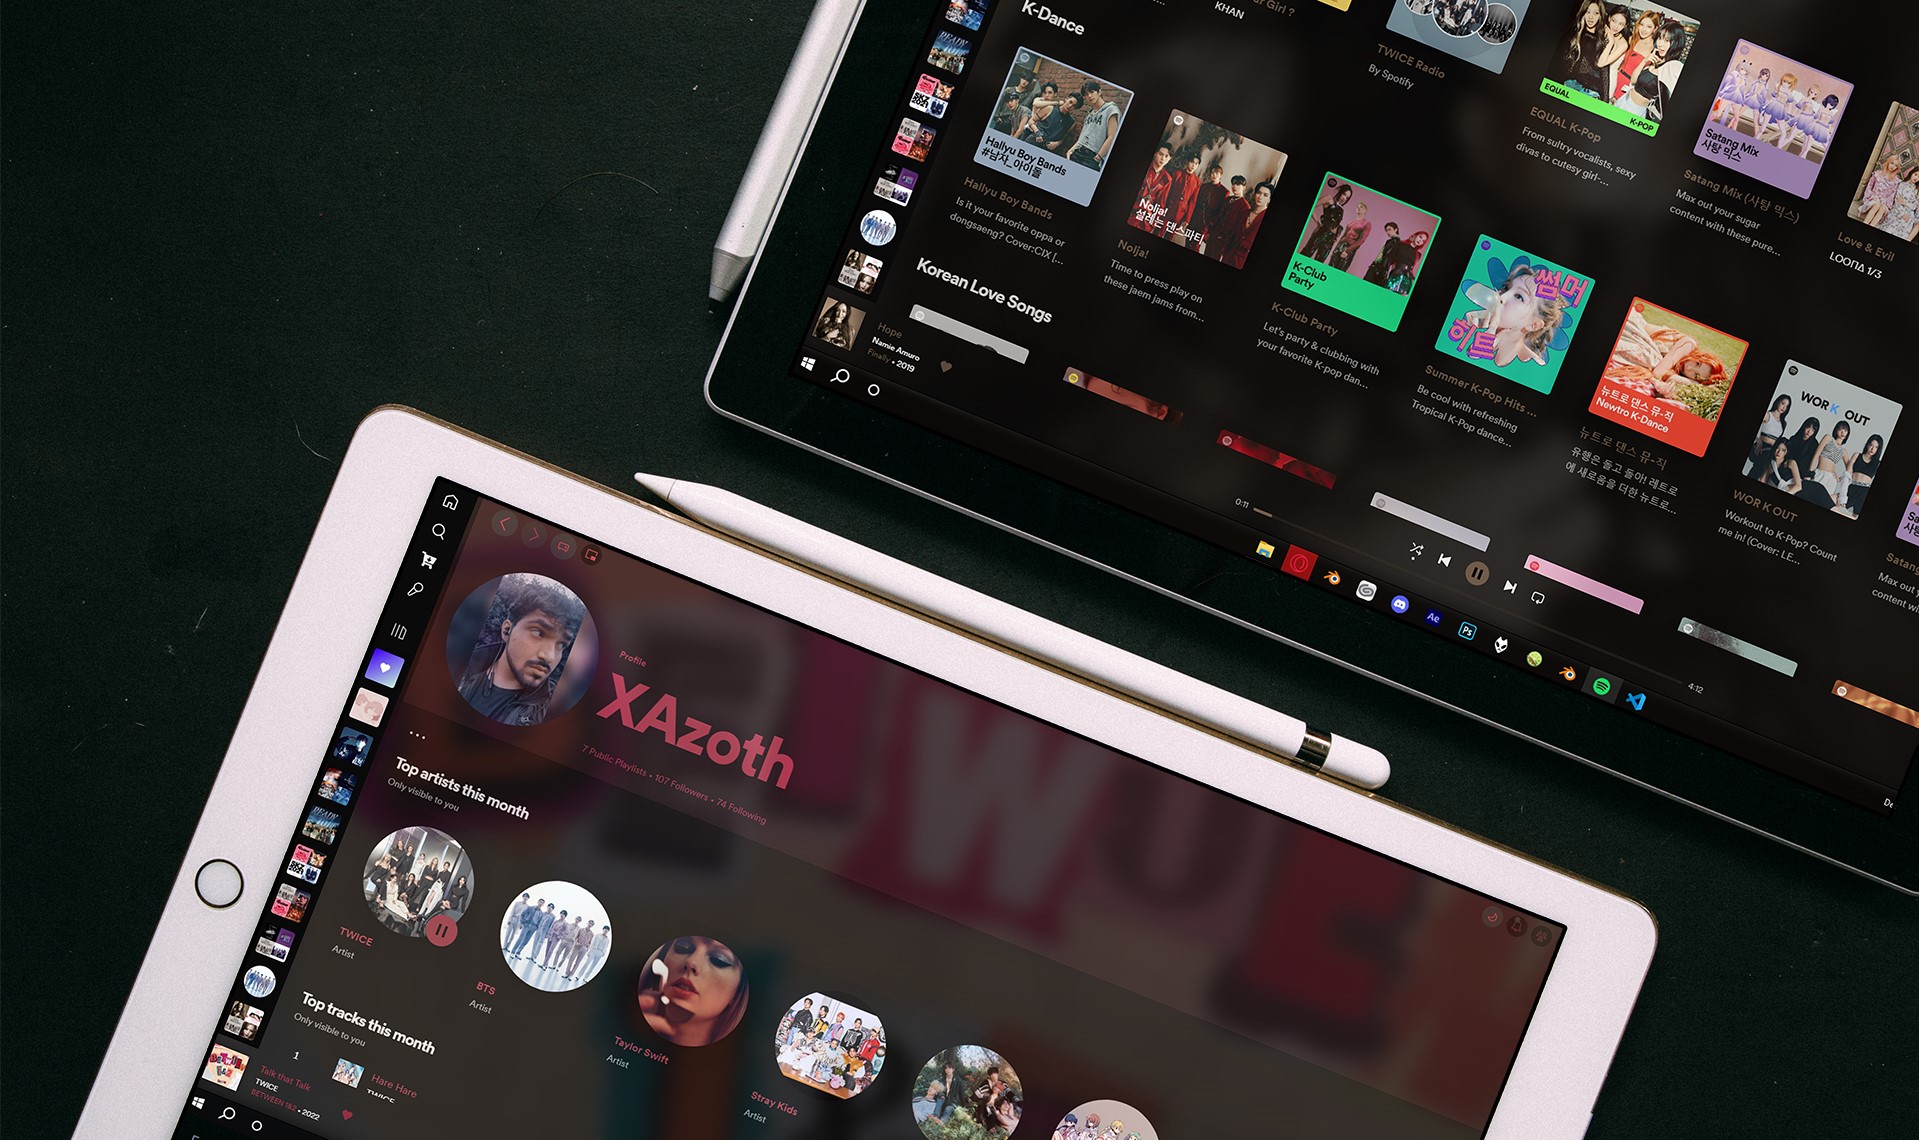 K-Dance
KHAN
TWICE Radio
By Spotify
EQUAL
K-POP
EQUAL K-Pop
From sultry vocalists, sexy
divas to cutesy girl-...
Satang Mix
사탕 믹스
Satang Mix (사탕 믹스)
Max out your sugar
content with these pure...
Love & Evil
LOOΠΔ 1/3
Hallyu Boy Bands
#남자_아이돌
Hallyu Boy Bands
Is it your favorite oppa or
dongsaeng? Cover:CIX [...
Nolja!
설레는 댄스파티
Nolja!
Time to press play on
these jaem jams from...
K-Club
Party
K-Club Party
Let's party & clubbing with
your favorite K-pop dan...
썸머
히트
Summer K-Pop Hits ...
Be cool with refreshing
Tropical K-Pop dance...
뉴트로 댄스 뮤-직
Newtro K-Dance
뉴트로 댄스 뮤-직
유행은 돌고 돌아! 레트로
에 새로움을 더한 뉴트로...
WOR K OUT
WOR K OUT
Workout to K-Pop? Count
me in! (Cover: LE...
Satang
Max out
content wi
Korean Love Songs
Hope
Namie Amuro
Finally • 2019
0:11
4:12
Ae
Ps
De
Profile
XAzoth
7 Public Playlists • 107 Followers • 74 Following
Top artists this month
Only visible to you
TWICE
Artist
BTS
Artist
Taylor Swift
Artist
Stray Kids
Artist
Top tracks this month
Only visible to you
1
Hare Hare
TWICE
Talk that Talk
TWICE
BETWEEN 1&2 • 2022